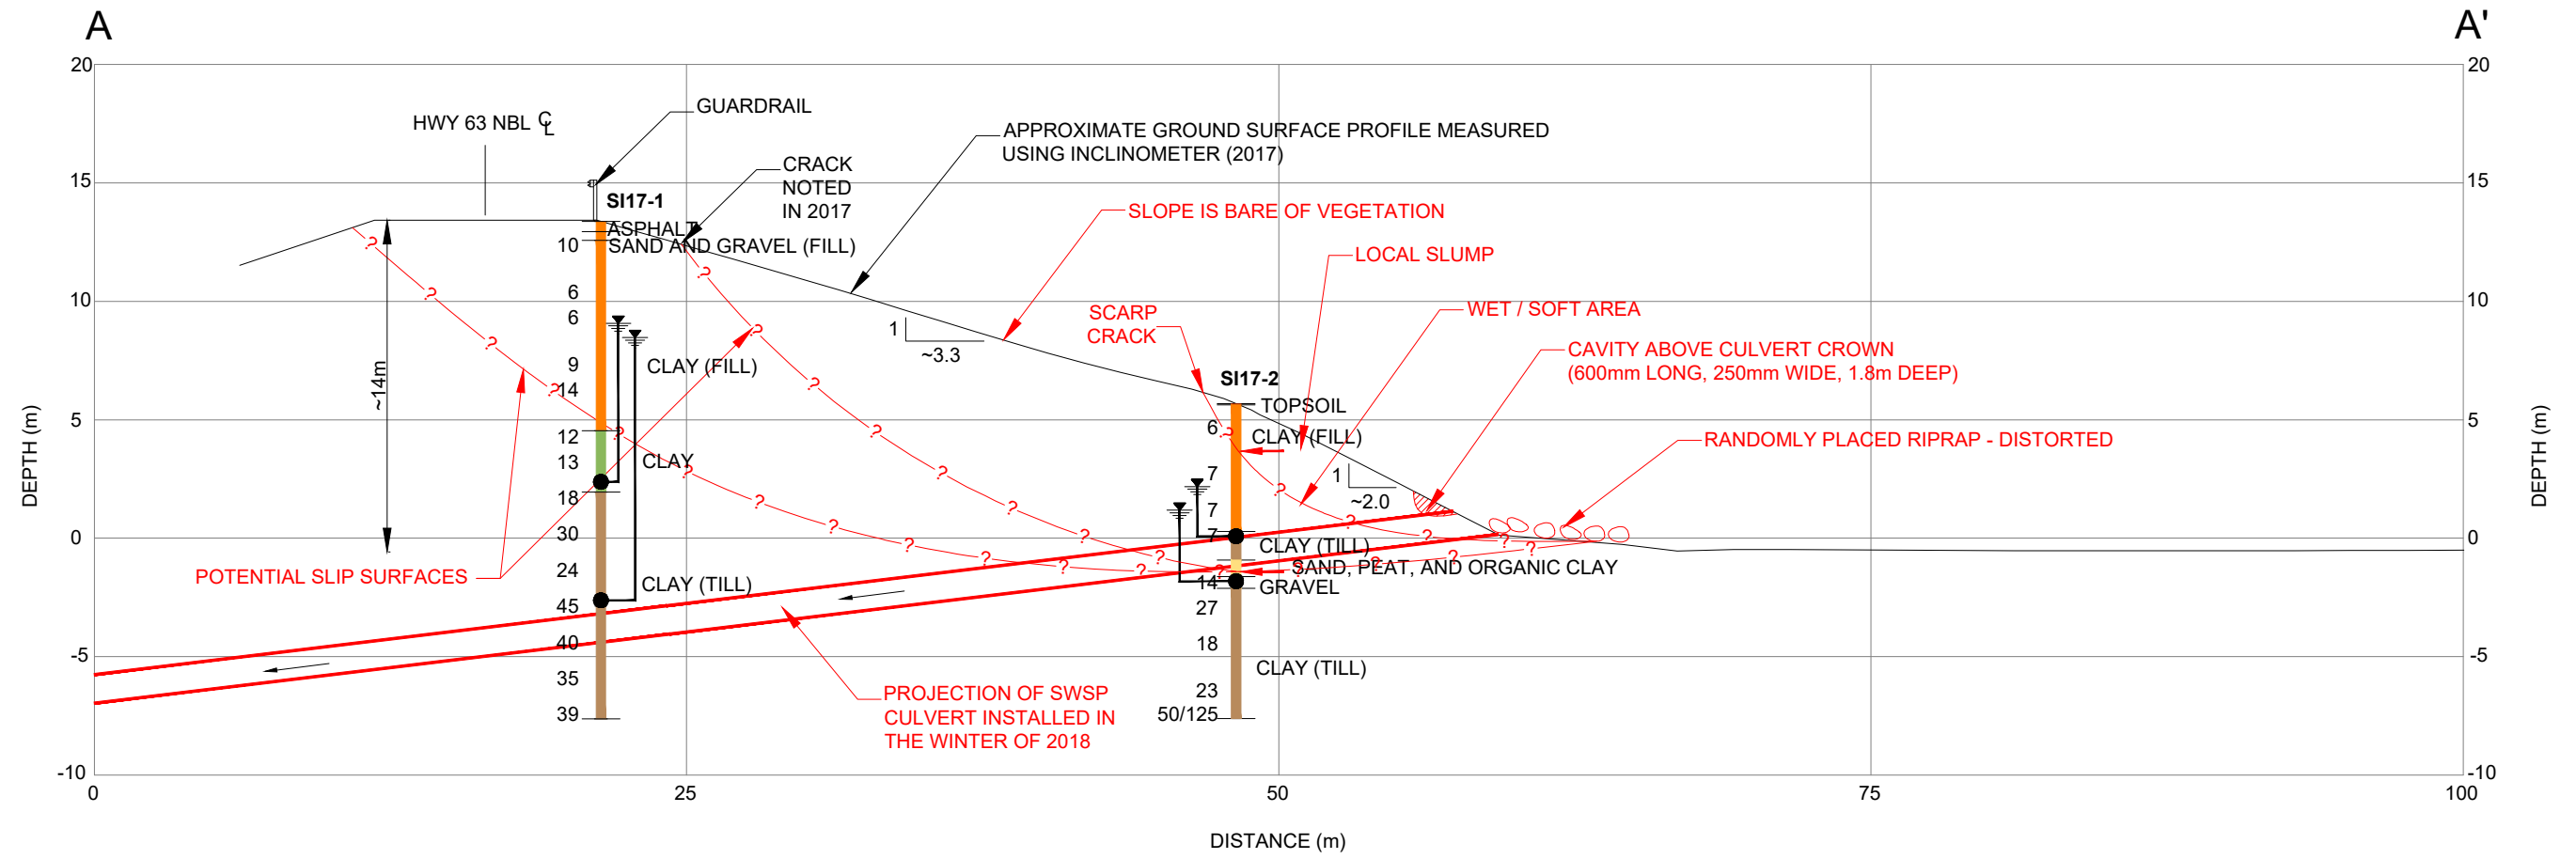 A
A'
20
20
GUARDRAIL
HWY 63 NBL CL
APPROXIMATE GROUND SURFACE PROFILE MEASURED
USING INCLINOMETER (2017)
CRACK
NOTED
IN 2017
15
15
SI17-1
SLOPE IS BARE OF VEGETATION
ASPHALT
SAND AND GRAVEL (FILL)
10
LOCAL SLUMP
6
10
10
SCARP
CRACK
WET / SOFT AREA
6
1
~3.3
CAVITY ABOVE CULVERT CROWN
(600mm LONG, 250mm WIDE, 1.8m DEEP)
9
CLAY (FILL)
~14m
14
SI17-2
TOPSOIL
5
5
6
12
CLAY (FILL)
RANDOMLY PLACED RIPRAP - DISTORTED
13
CLAY
7
1
~2.0
18
7
30
7
0
0
CLAY (TILL)
24
SAND, PEAT, AND ORGANIC CLAY
POTENTIAL SLIP SURFACES
CLAY (TILL)
14
GRAVEL
45
27
40
18
-5
-5
CLAY (TILL)
35
23
PROJECTION OF SWSP
CULVERT INSTALLED IN
THE WINTER OF 2018
39
50/125
-10
-10
0
25
50
75
100
DISTANCE (m)
DEPTH (m)
DEPTH (m)
? ? ? ? ? ? ? ? ? ? ? ? ? ? ? ? ? ? ? ?
? ? ? ? ? ? ? ? ?
? ? ? ? ?